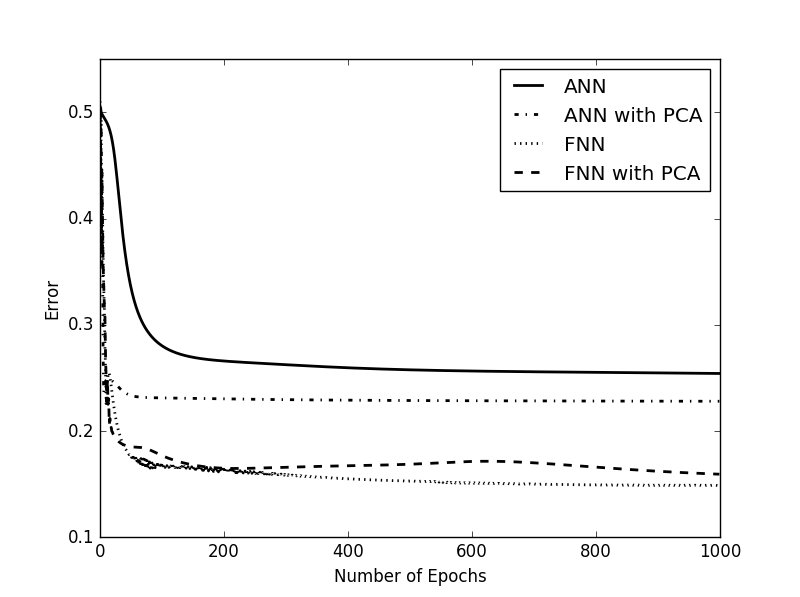 ANN
ANN with PCA
FNN
FNN with PCA
0.5
0.4
0.3
0.2
0.1
Error
0 200 400 600 800 1000
Number of Epochs